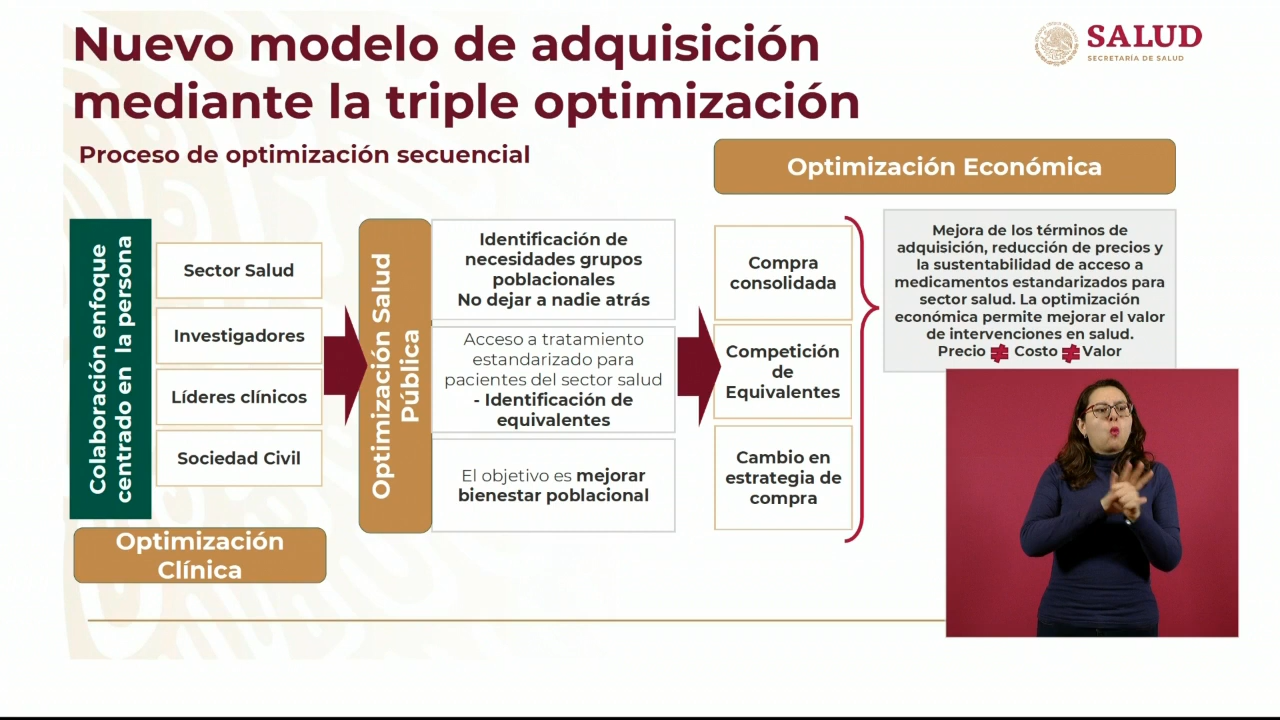 Nuevo modelo de adquisición
mediante la triple optimización
SALUD
SECRETARÍA DE SALUD
Proceso de optimización secuencial
Colaboración enfoque
centrado en la persona
Sector Salud
Investigadores
Líderes clínicos
Sociedad Civil
Optimización
Clínica
Optimización Salud
Pública
Identificación de
necesidades grupos
poblacionales
No dejar a nadie atrás
Acceso a tratamiento
estandarizado para
pacientes del sector salud
- Identificación de
equivalentes
El objetivo es mejorar
bienestar poblacional
Optimización Económica
Compra
consolidada
Competición
de
Equivalentes
Cambio en
estrategia de
compra
Mejora de los términos de
adquisición, reducción de precios y
la sustentabilidad de acceso a
medicamentos estandarizados para
sector salud. La optimización
económica permite mejorar el valor
de intervenciones en salud.
Precio ≠ Costo ≠ Valor